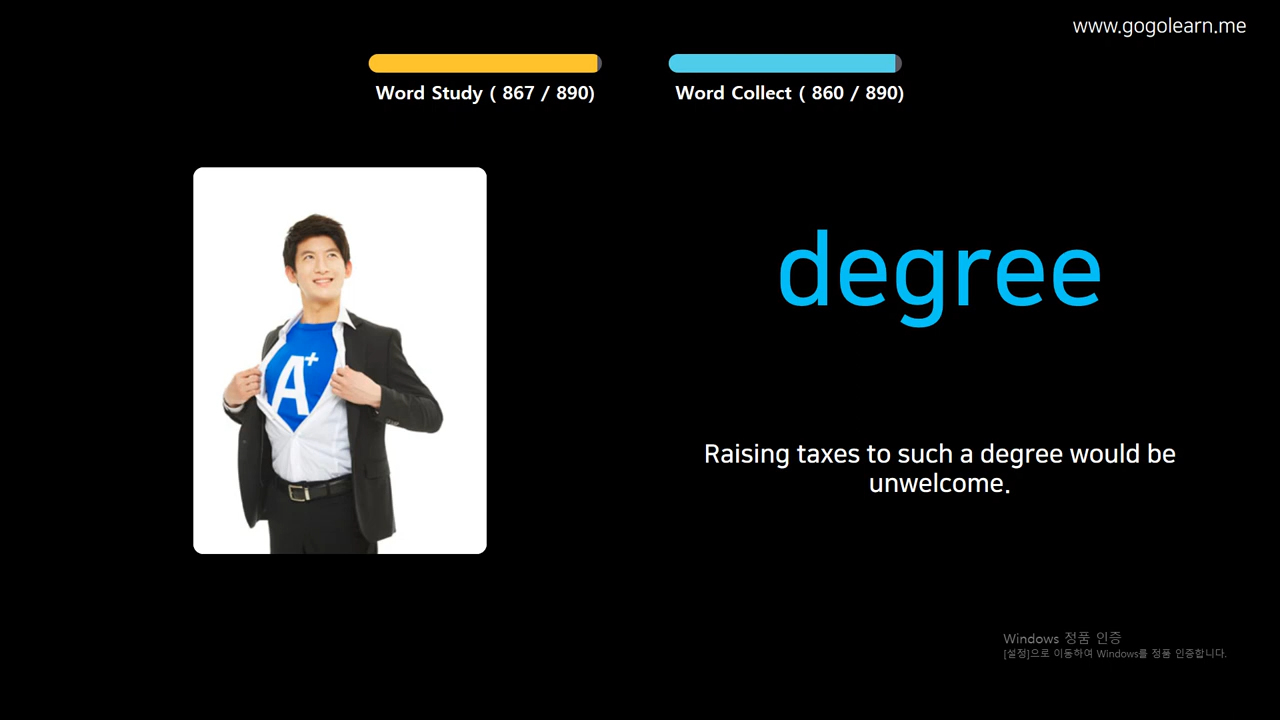 www.gogolearn.me
Word Study ( 867 / 890)
Word Collect ( 860 / 890)
A+
degree
Raising taxes to such a degree would be
unwelcome.
Windows 정품 인증
[설정]으로 이동하여 Windows를 정품 인증합니다.